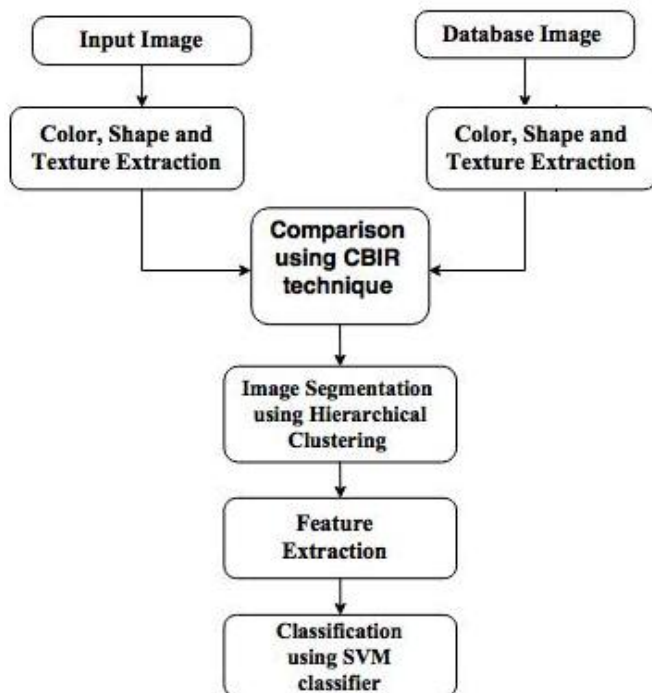 Input Image
Database Image
Color, Shape and
Texture Extraction
Color, Shape and
Texture Extraction
Comparison
using CBIR
technique
Image Segmentation
using Hierarchical
Clustering
Feature
Extraction
Classification
using SVM
classifier